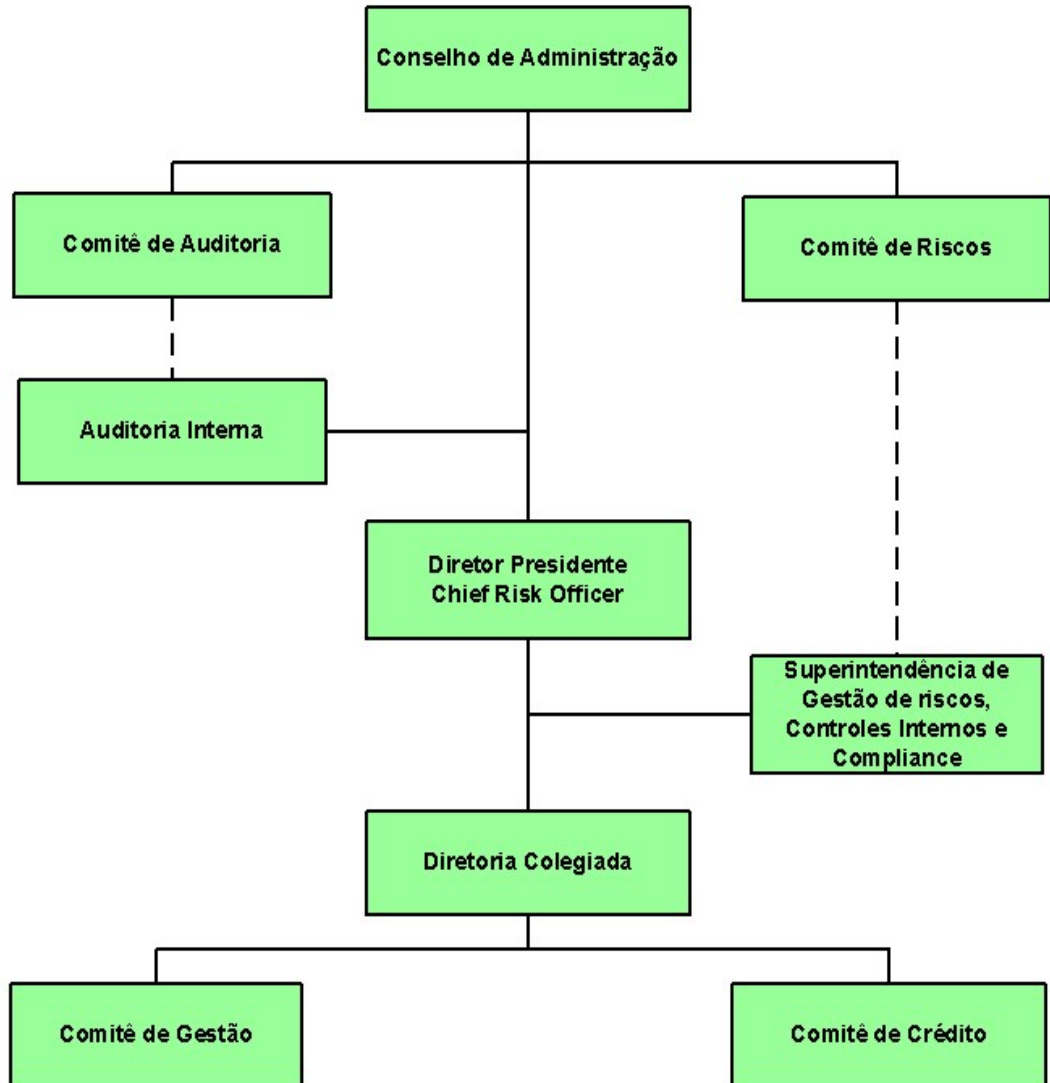 Conselho de Administração
Comitê de Auditoria
Comitê de Riscos
Auditoria Interna
Diretor Presidente
Chief Risk Officer
Superintendência de
Gestão de riscos,
Controles Internos e
Compliance
Diretoria Colegiada
Comitê de Gestão
Comitê de Crédito